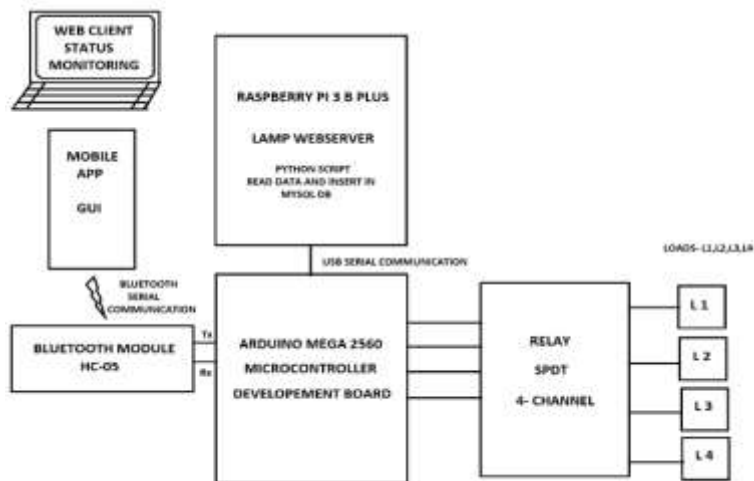 WEB CLIENT
STATUS
MONITORING
RASPBERRY PI 3 B PLUS
LAMP WEBSERVER
PYTHON SCRIPT
READ DATA AND INSERT IN
MYSQL DB
MOBILE
APP
GUI
USB SERIAL COMMUNICATION
LOADS- L1,L2,L3,L4
BLUETOOTH
SERIAL
COMMUNICATION
BLUETOOTH MODULE
HC-05
Tx
Rx
ARDUINO MEGA 2560
MICROCONTROLLER
DEVELOPEMENT BOARD
RELAY
SPDT
4- CHANNEL
L 1
L 2
L 3
L 4